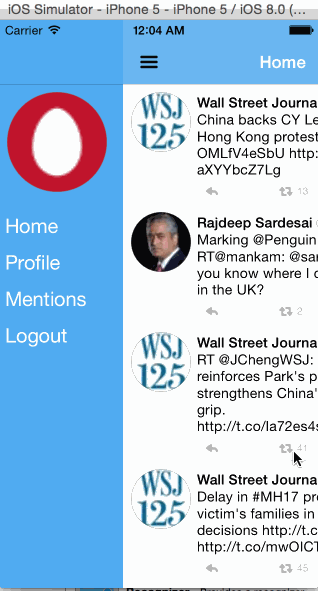 iOS Simulator - iPhone 5 - iPhone 5 / iOS 8.0 (...
Carrier 12:04 AM
Home
Home
Profile
Mentions
Logout
WSJ
125
Wall Street Journa
China backs CY Le
Hong Kong protest
OMLfV4eSbU http:
aXYYbcZ7Lg
13
Rajdeep Sardesai
Marking @Penguin
RT@mankam: @sar
you know where I c
in the UK?
2
WSJ
125
Wall Street Journa
RT @JChengWSJ:
reinforces Park's p
strengthens China'
grip.
http://t.co/la72es4s
41
WSJ
125
Wall Street Journa
Delay in #MH17 pro
victim's families in
decisions http://t.c
http://t.co/mwOICT
45